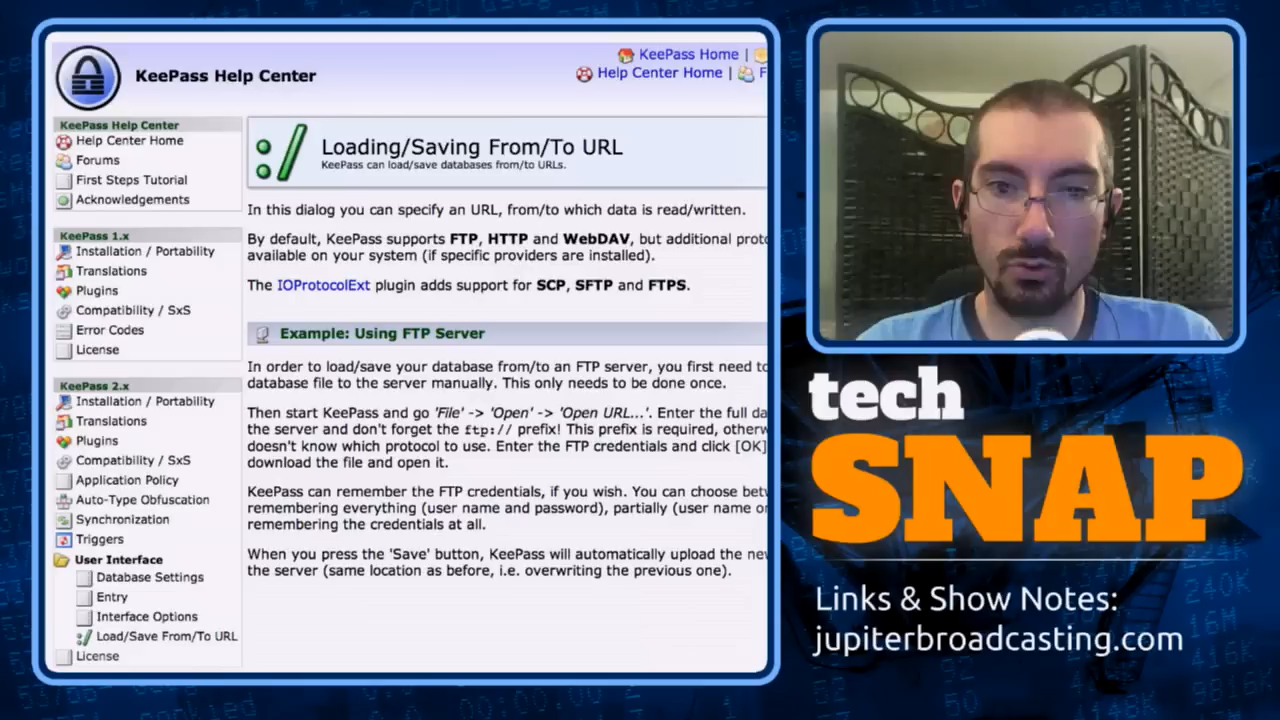 KeePass Help Center
KeePass Home |
Help Center Home |
KeePass Help Center
Help Center Home
Forums
First Steps Tutorial
Acknowledgements
KeePass 1.x
Installation / Portability
Translations
Plugins
Compatibility / SxS
Error Codes
License
KeePass 2.x
Installation / Portability
Translations
Plugins
Compatibility / SxS
Application Policy
Auto-Type Obfuscation
Synchronization
Triggers
User Interface
Database Settings
Entry
Interface Options
Load/Save From/To URL
License
Loading/Saving From/To URL
KeePass can load/save databases from/to URLs.
In this dialog you can specify an URL, from/to which data is read/written.
By default, KeePass supports FTP, HTTP and WebDAV, but additional proto
available on your system (if specific providers are installed).
The IOProtocolExt plugin adds support for SCP, SFTP and FTPS.
Example: Using FTP Server
In order to load/save your database from/to an FTP server, you first need to
database file to the server manually. This only needs to be done once.
Then start KeePass and go 'File' -> 'Open' -> 'Open URL...'. Enter the full da
the server and don't forget the ftp:// prefix! This prefix is required, otherw
doesn't know which protocol to use. Enter the FTP credentials and click [OK]
download the file and open it.
KeePass can remember the FTP credentials, if you wish. You can choose bet
remembering everything (user name and password), partially (user name or
remembering the credentials at all.
When you press the 'Save' button, KeePass will automatically upload the new
the server (same location as before, i.e. overwriting the previous one).
tech
SNAP
Links & Show Notes:
jupiterbroadcasting.com
240K
16M
416K